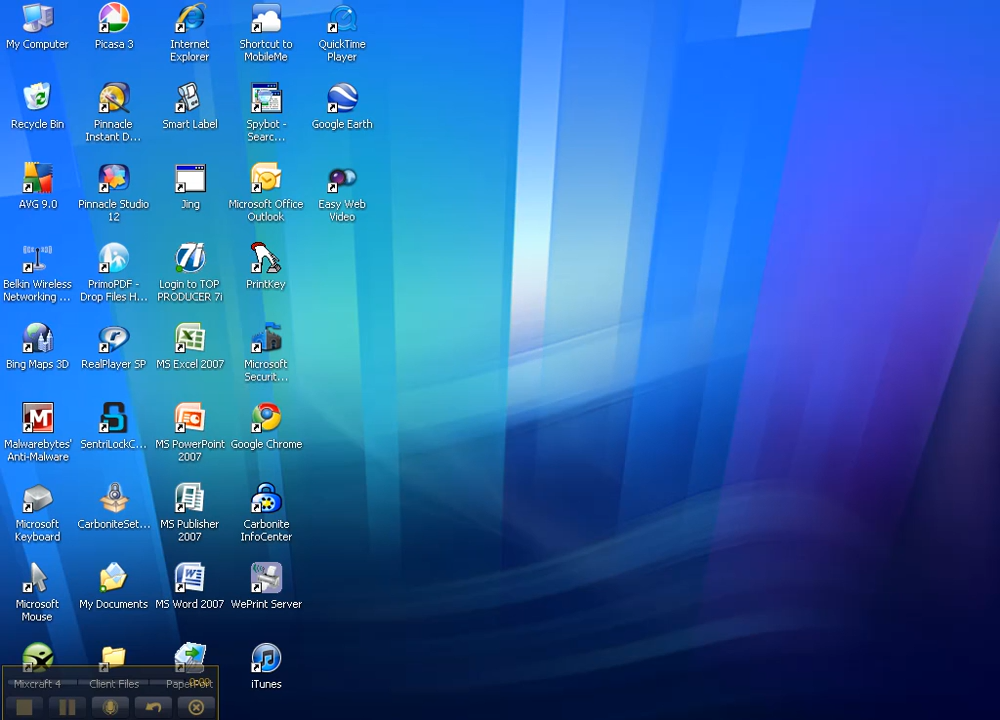 My Computer
Picasa 3
Internet
Explorer
Shortcut to
MobileMe
QuickTime
Player
Recycle Bin
Pinnacle
Instant D...
Smart Label
Spybot -
Searc...
Google Earth
AVG 9.0
Pinnacle Studio
12
Jing
Microsoft Office
Outlook
Easy Web
Video
Belkin Wireless
Networking ...
PrimoPDF -
Drop Files H...
Login to TOP
PRODUCER 7i
PrintKey
Bing Maps 3D
RealPlayer SP
MS Excel 2007
Microsoft
Securit...
Malwarebytes'
Anti-Malware
SentriLockC...
MS PowerPoint
2007
Google Chrome
Microsoft
Keyboard
CarboniteSet...
MS Publisher
2007
Carbonite
InfoCenter
Microsoft
Mouse
My Documents
MS Word 2007
WePrint Server
Mixcraft 4
Client Files
PaperPort
0:00
iTunes